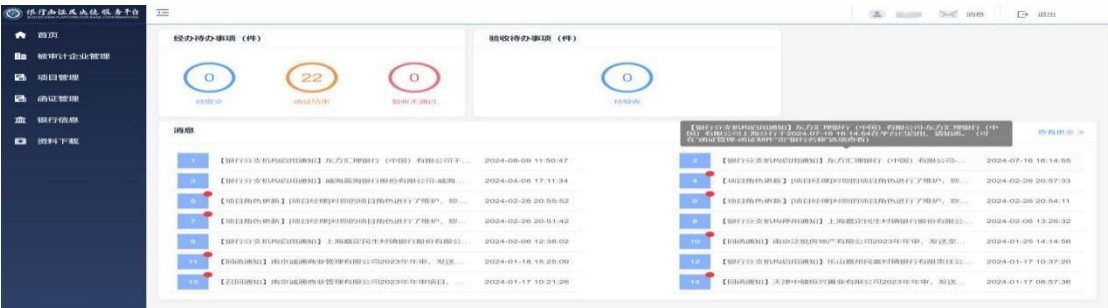 银行函证及电子服务平台
消息
退出
首页
被审计企业管理
项目管理
函证管理
银行信息
资料下载
经办待办事项（件）
0
22
0
待提交
函证结果
验收不通过
验收待办事项（件）
0
待验收
消息
查看更多 >
1 【银行分支机构启用通知】东方汇理银行（中国）有限公司于... 2024-08-09 11:50:47
【银行分支机构启用通知】东方汇理银行（中国）有限公司-东方汇理银行（中
国）有限公司上海分行于2024-07-16 16:14:54在平台已启用，请知悉。（可
在"函证管理-函证制作"页"银行名称"选项查看）
2 【银行分支机构启用通知】东方汇理银行（中国）有限公司-... 2024-07-16 16:14:55
3 【银行分支机构启用通知】威海蓝海银行股份有限公司-威海... 2024-04-08 17:11:34
4 【项目角色更新】[项目经理]对您的项目角色进行了维护，您... 2024-02-26 20:57:33
5 【项目角色更新】[项目经理]对您的项目角色进行了维护，您... 2024-02-26 20:55:52
6 【项目角色更新】[项目经理]对您的项目角色进行了维护，您... 2024-02-26 20:54:11
7 【项目角色更新】[项目经理]对您的项目角色进行了维护，您... 2024-02-26 20:51:42
8 【银行分支机构停用通知】上海嘉定民生村镇银行股份有限公... 2024-02-06 13:26:32
9 【银行分支机构启用通知】上海嘉定民生村镇银行股份有限公... 2024-02-06 12:38:02
10 【回函通知】南京泛悦房地产有限公司2023年年审，发送至... 2024-01-25 14:14:56
11 【回函通知】南京诚通商业管理有限公司2023年年审，发送... 2024-01-18 15:25:09
12 【银行分支机构启用通知】乐山嘉州民富村镇银行有限责任公... 2024-01-17 10:37:20
13 【召回函通知】南京诚通商业管理有限公司2023年年审项目，... 2024-01-17 10:21:26
14 【回函通知】天津中储恒兴置业有限公司2023年年审，发送... 2024-01-17 08:57:36